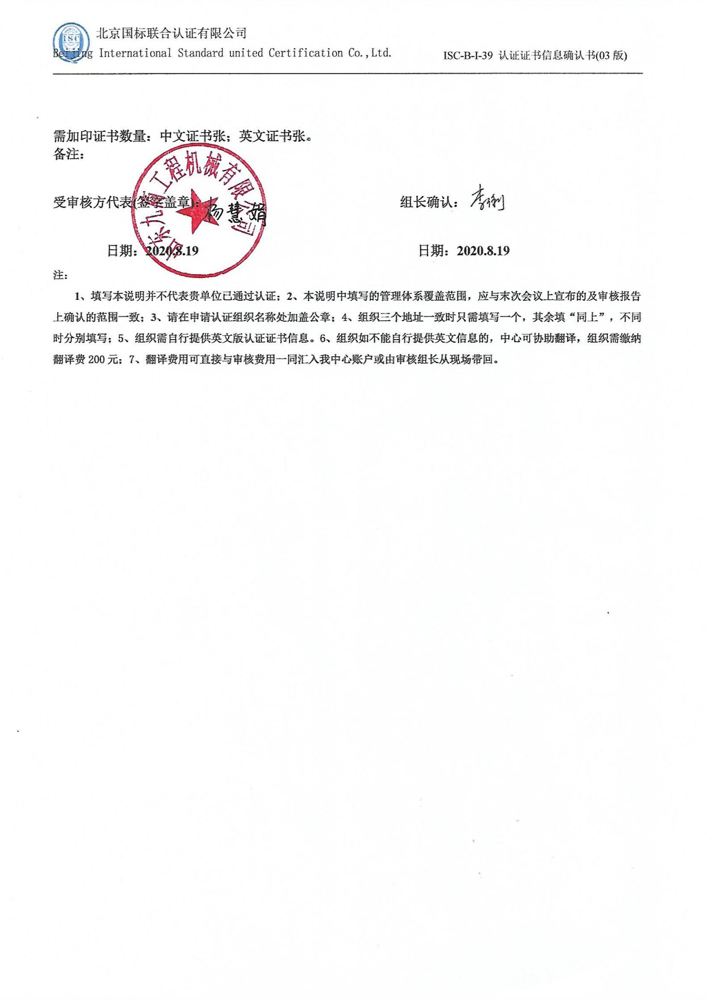 ISC
北京国标联合认证有限公司
Beijing International Standard united Certification Co.,Ltd.
ISC-B-I-39 认证证书信息确认书(03 版)
需加印证书数量：中文证书张；英文证书张。
备注：
山东九 工程机械有限公司
受审核方代表(签字盖章)：杨慧娟
组长确认：李俐
日期：2020.8.19
日期：2020.8.19
注：
1、填写本说明并不代表贵单位已通过认证；2、本说明中填写的管理体系覆盖范围，应与末次会议上宣布的及审核报告
上确认的范围一致；3、请在申请认证组织名称处加盖公章；4、组织三个地址一致时只需填写一个，其余填“同上”，不同
时分别填写；5、组织需自行提供英文版认证证书信息。6、组织如不能自行提供英文信息的，中心可协助翻译，组织需缴纳
翻译费 200 元；7、翻译费用可直接与审核费用一同汇入我中心账户或由审核组长从现场带回。